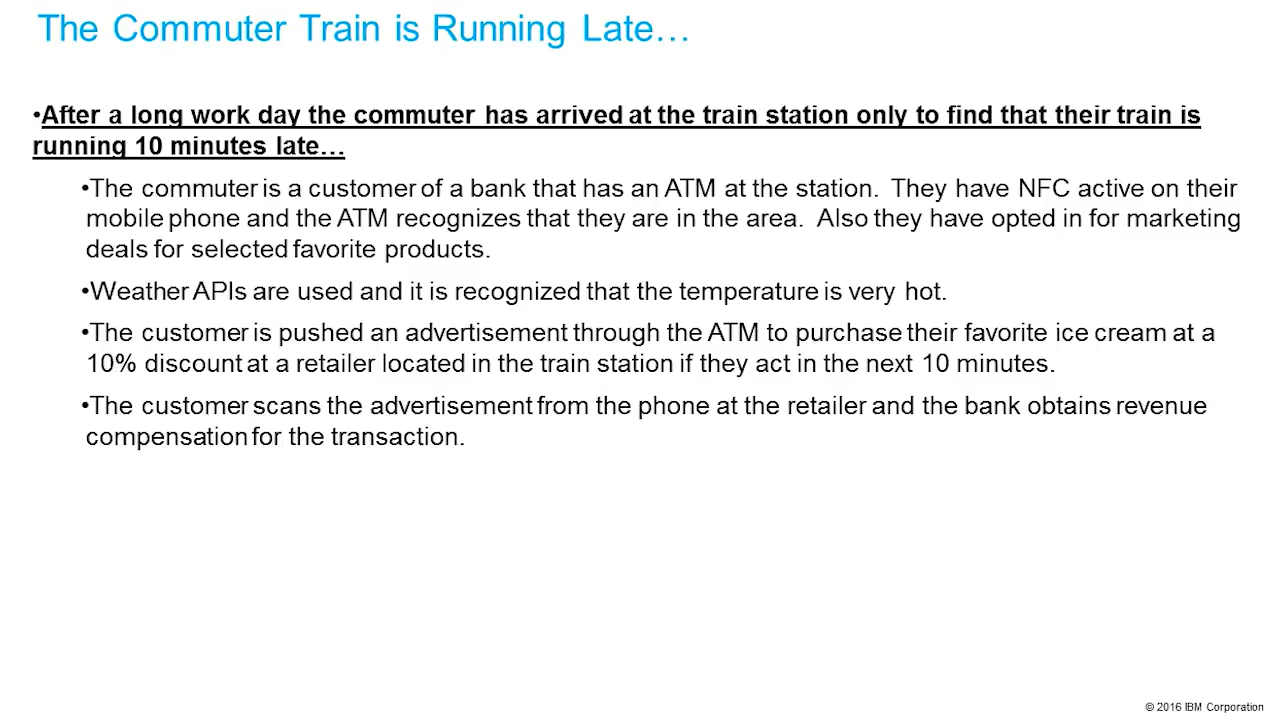 The Commuter Train is Running Late…
•After a long work day the commuter has arrived at the train station only to find that their train is
running 10 minutes late…
•The commuter is a customer of a bank that has an ATM at the station.  They have NFC active on their
mobile phone and the ATM recognizes that they are in the area.  Also they have opted in for marketing
deals for selected favorite products.
•Weather APIs are used and it is recognized that the temperature is very hot.
•The customer is pushed an advertisement through the ATM to purchase their favorite ice cream at a
10% discount at a retailer located in the train station if they act in the next 10 minutes.
•The customer scans the advertisement from the phone at the retailer and the bank obtains revenue
compensation for the transaction.
© 2016 IBM Corporation